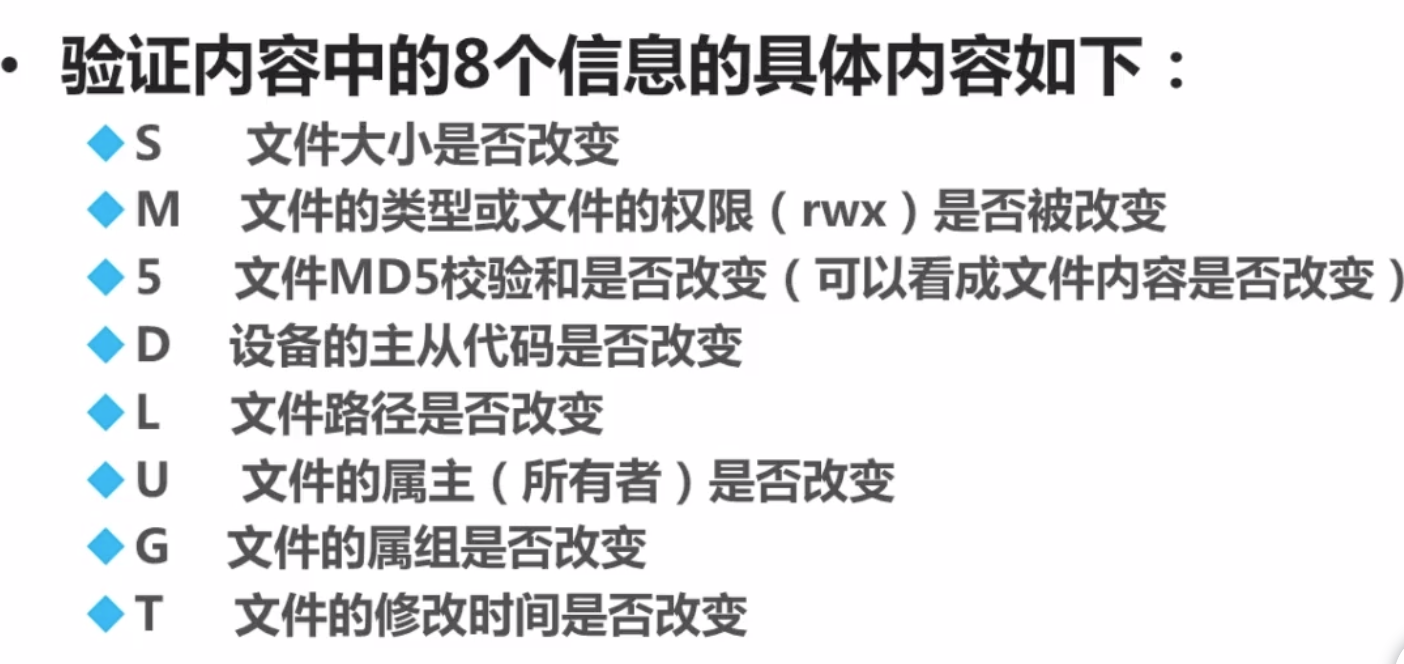 • 验证内容中的8个信息的具体内容如下：
◆ S 文件大小是否改变
◆ M 文件的类型或文件的权限（rwx）是否被改变
◆ 5 文件MD5校验和是否改变（可以看成文件内容是否改变）
◆ D 设备的主从代码是否改变
◆ L 文件路径是否改变
◆ U 文件的属主（所有者）是否改变
◆ G 文件的属组是否改变
◆ T 文件的修改时间是否改变